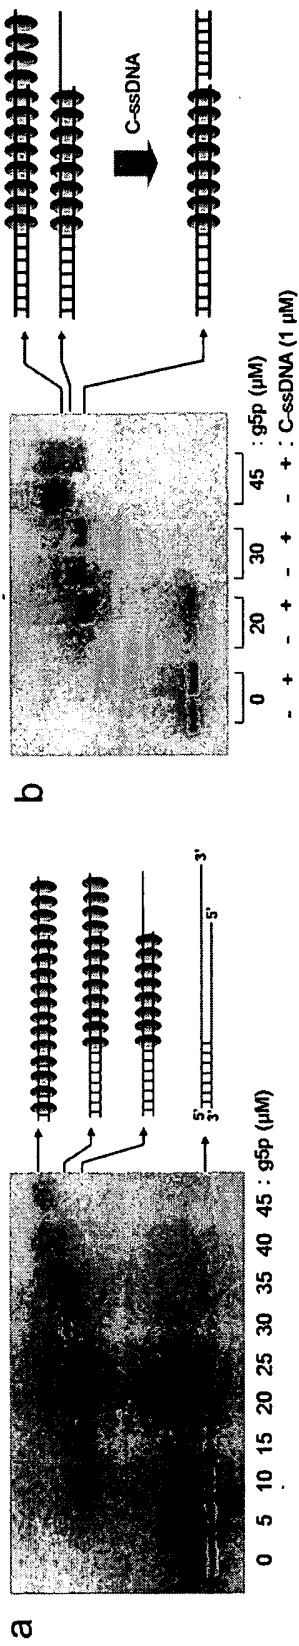 a
5'
3'
3'
5'
0 5 10 15 20 25 30 35 40 45 : g5p (µM)
b
C-ssDNA
0 20 30 45 : g5p (µM)
- + - + - + - + : C-ssDNA (1 µM)